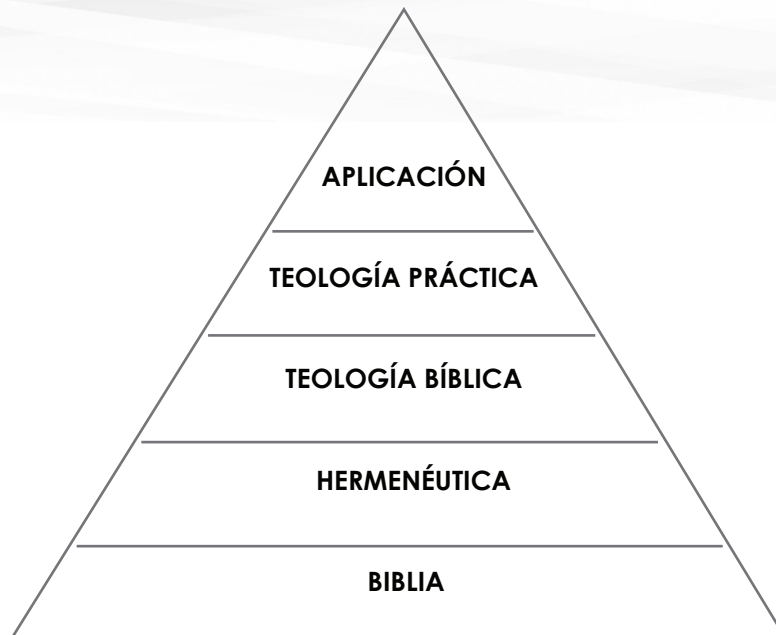 APLICACIÓN
TEOLOGÍA PRÁCTICA
TEOLOGÍA BÍBLICA
HERMENÉUTICA
BIBLIA